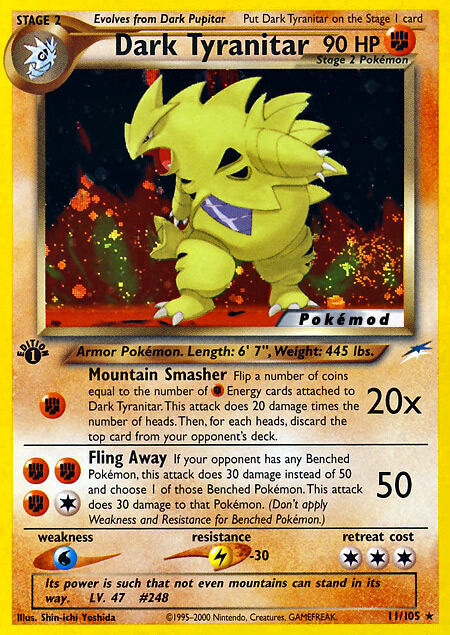 STAGE 2
Evolves from Dark Pupitar
Put Dark Tyranitar on the Stage 1 card
Dark Tyranitar 90 HP
Stage 2 Pokémon
Pokémod
EDITION
1
Armor Pokémon. Length: 6' 7", Weight: 445 lbs.
Mountain Smasher Flip a number of coins
equal to the number of Energy cards attached to
Dark Tyranitar. This attack does 20 damage times the
number of heads. Then, for each heads, discard the
top card from your opponent's deck.
20x
Fling Away If your opponent has any Benched
Pokémon, this attack does 30 damage instead of 50
and choose 1 of those Benched Pokémon. This attack
does 30 damage to that Pokémon. (Don't apply
Weakness and Resistance for Benched Pokémon.)
50
weakness
resistance
-30
retreat cost
Its power is such that not even mountains can stand in its
way. LV. 47 #248
Illus. Shin-ichi Yoshida
©1995-2000 Nintendo, Creatures, GAMEFREAK.
11/105 ★